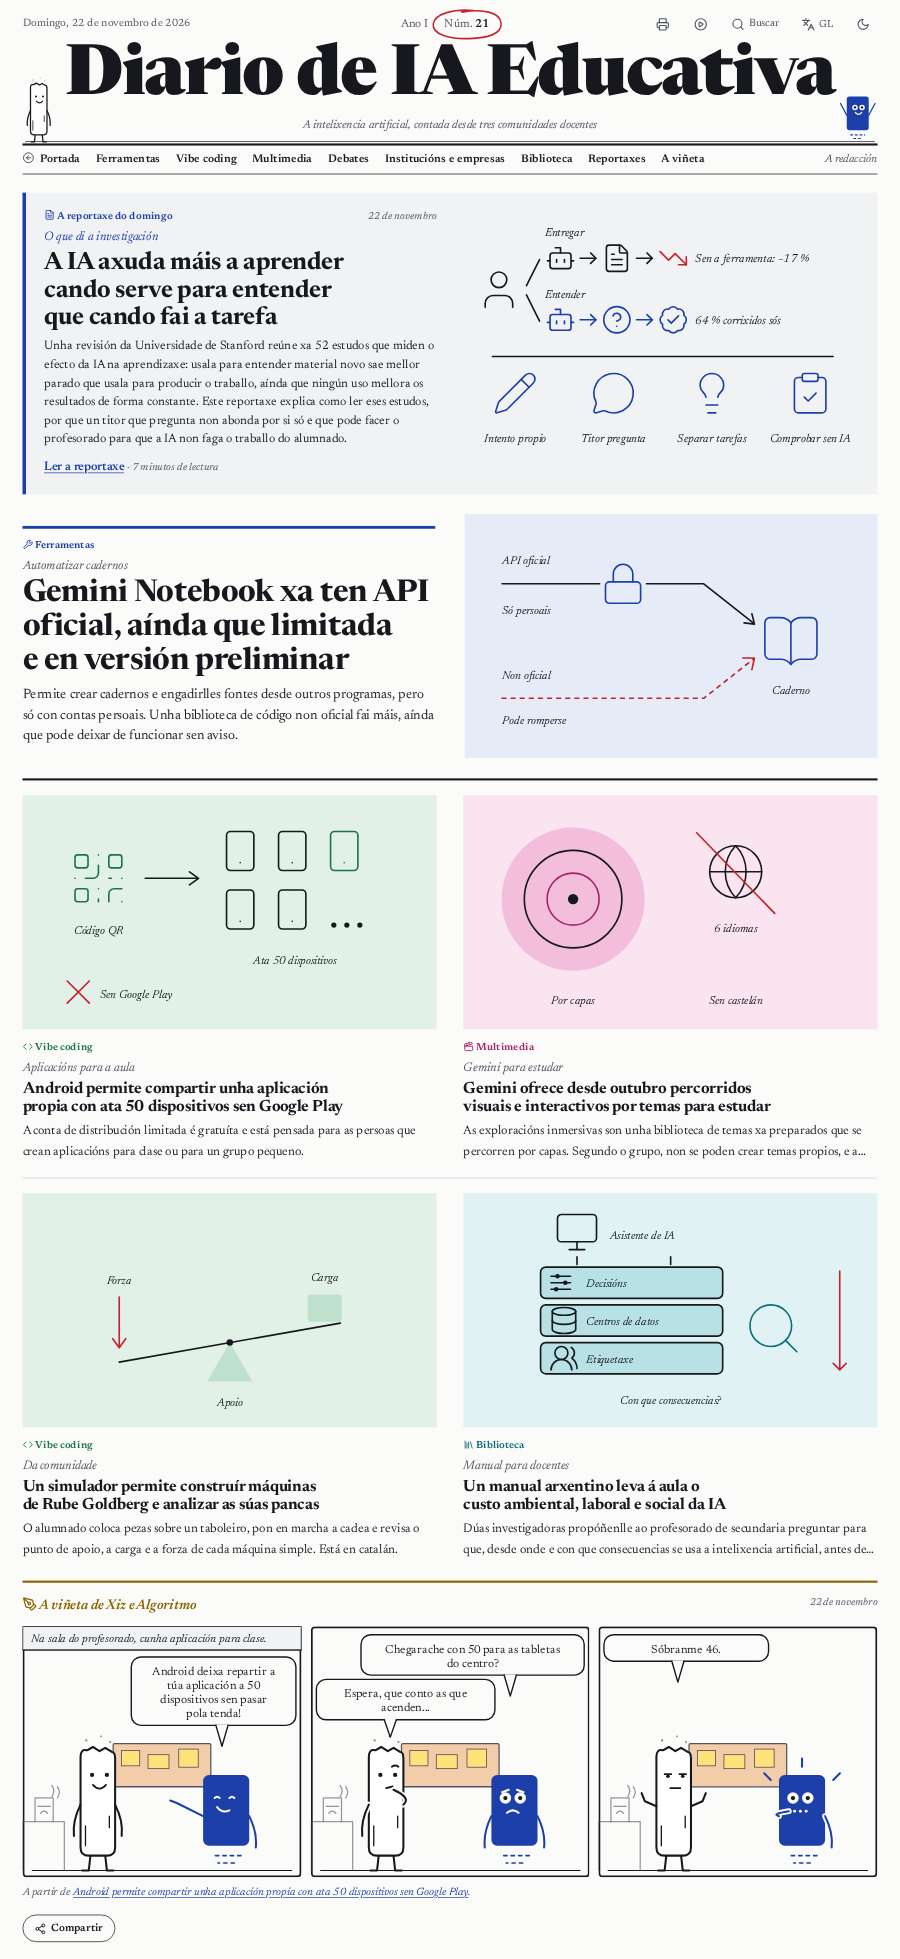 Domingo, 22 de novembro de 2026
Ano I
Núm. 21
Buscar
GL
Diario de IA Educativa
A intelixencia artificial, contada desde tres comunidades docentes
Portada Ferramentas Vibe coding Multimedia Debates Institucións e empresas Biblioteca Reportaxes A viñeta
A redacción
A reportaxe do domingo
22 de novembro
O que di a investigación
A IA axuda máis a aprender
cando serve para entender
que cando fai a tarefa
Unha revisión da Universidade de Stanford reúne xa 52 estudos que miden o
efecto da IA na aprendizaxe: usala para entender material novo sae mellor
parado que usala para producir o traballo, aínda que ningún uso mellora os
resultados de forma constante. Este reportaxe explica como ler eses estudos,
por que un titor que pregunta non abonda por si só e que pode facer o
profesorado para que a IA non faga o traballo do alumnado.
Ler a reportaxe · 7 minutos de lectura
Entregar
Sen a ferramenta: −17 %
Entender
64 % corrixidos sós
Intento propio
Titor pregunta
Separar tarefas
Comprobar sen IA
Ferramentas
Automatizar cadernos
Gemini Notebook xa ten API
oficial, aínda que limitada
e en versión preliminar
Permite crear cadernos e engadirlles fontes desde outros programas, pero
só con contas persoais. Unha biblioteca de código non oficial fai máis, aínda
que pode deixar de funcionar sen aviso.
API oficial
Só persoais
Non oficial
Pode romperse
Caderno
Código QR
Ata 50 dispositivos
Sen Google Play
Vibe coding
Aplicacións para a aula
Android permite compartir unha aplicación
propia con ata 50 dispositivos sen Google Play
A conta de distribución limitada é gratuíta e está pensada para as persoas que
crean aplicacións para clase ou para un grupo pequeno.
Por capas
6 idiomas
Sen castelán
Multimedia
Gemini para estudar
Gemini ofrece desde outubro percorridos
visuais e interactivos por temas para estudar
As exploracións inmersivas son unha biblioteca de temas xa preparados que se
percorren por capas. Segundo o grupo, non se poden crear temas propios, e a…
Forza
Carga
Apoio
Vibe coding
Da comunidade
Un simulador permite construír máquinas
de Rube Goldberg e analizar as súas pancas
O alumnado coloca pezas sobre un taboleiro, pon en marcha a cadea e revisa o
punto de apoio, a carga e a forza de cada máquina simple. Está en catalán.
Asistente de IA
Decisións
Centros de datos
Etiquetaxe
Con que consecuencias?
Biblioteca
Manual para docentes
Un manual arxentino leva á aula o
custo ambiental, laboral e social da IA
Dúas investigadoras propóñenlle ao profesorado de secundaria preguntar para
que, desde onde e con que consecuencias se usa a intelixencia artificial, antes de…
A viñeta de Xiz e Algoritmo
22 de novembro
Na sala do profesorado, cunha aplicación para clase.
Android deixa repartir a
túa aplicación a 50
dispositivos sen pasar
pola tenda!
Chegarache con 50 para as tabletas
do centro?
Espera, que conto as que
acenden...
Sóbranme 46.
A partir de Android permite compartir unha aplicación propia con ata 50 dispositivos sen Google Play.
Compartir